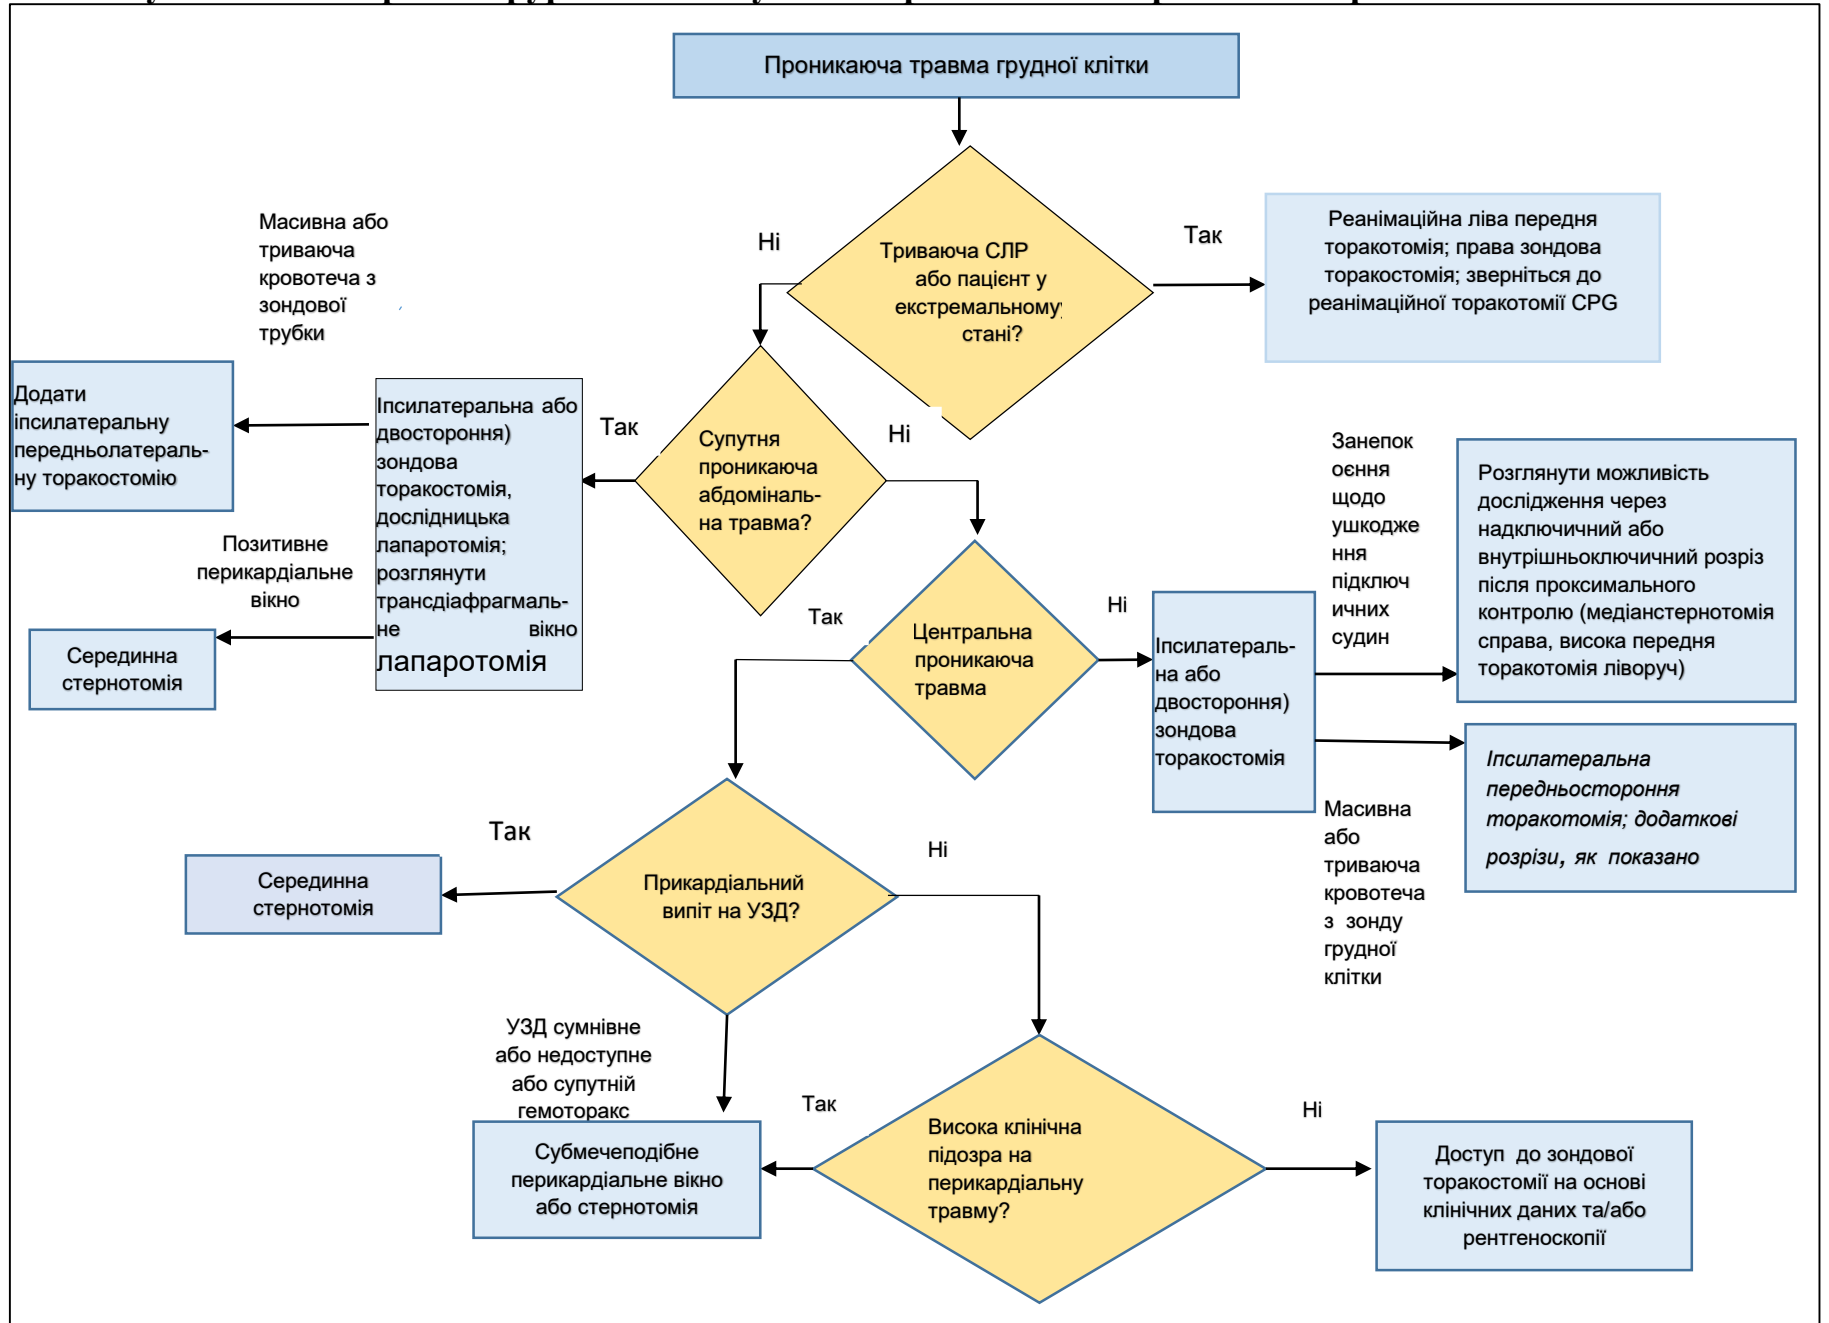 Проникаюча травма грудної клітки
Триваюча СЛР
або пацієнт у
екстремальному
стані?
Ні
Так
Реанімаційна ліва передня
торакотомія; права зондова
торакостомія; зверніться до
реанімаційної торакотомії CPG
Масивна або
триваюча
кровотеча з
зондової
трубки
Додати
іпсилатеральну
передньолатераль-
ну торакостомію
Іпсилатеральна або
двостороння)
зондова
торакостомія,
дослідницька
лапаротомія;
розглянути
трансдіафрагмаль-
не вікно
лапаротомія
Так
Супутня
проникаюча
абдоміналь-
на травма?
Ні
Позитивне
перикардіальне
вікно
Серединна
стернотомія
Так
Центральна
проникаюча
травма
Ні
Іпсилатераль-
на або
двостороння)
зондова
торакостомія
Занепок
оєння
щодо
ушкодже
ння
підключ
ичних
судин
Розглянути можливість
дослідження через
надключичний або
внутрішньоключичний розріз
після проксимального
контролю (медіанстернотомія
справа, висока передня
торакотомія ліворуч)
Масивна
або
триваюча
кровотеча
з зонду
грудної
клітки
Іпсилатеральна
передньостороння
торакотомія; додаткові
розрізи, як показано
Так
Серединна
стернотомія
Прикардіальний
випіт на УЗД?
Ні
УЗД сумнівне
або недоступне
або супутній
гемоторакс
Субмечеподібне
перикардіальне вікно
або стернотомія
Так
Висока клінічна
підозра на
перикардіальну
травму?
Ні
Доступ до зондової
торакостомії на основі
клінічних даних та/або
рентгеноскопії